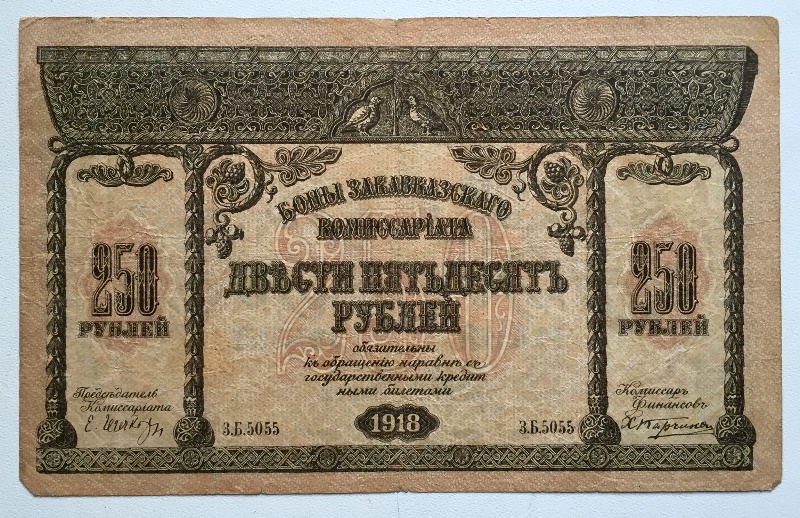 БОНЫ ЗАКАВКАЗСКАГО
КОМИССАРІАТА
ДВѢСТИ ПЯТЬДЕСЯТЪ
РУБЛЕЙ
250
обязательны
къ обращенію наравнѣ съ
государственными кредит
ными билетами
250
РУБЛЕЙ
250
РУБЛЕЙ
Предсѣдатель
Комиссаріата
Комиссаръ
Финансовъ
З.Б.5055
1918
З.Б.5055